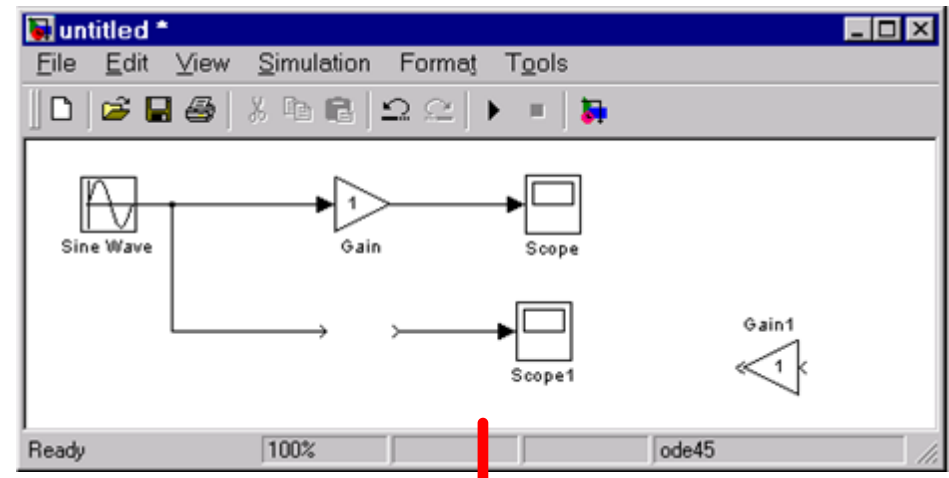 untitled *
File Edit View Simulation Format Tools
1
Sine Wave
Gain
Scope
Gain1
1
Scope1
Ready 100% ode45